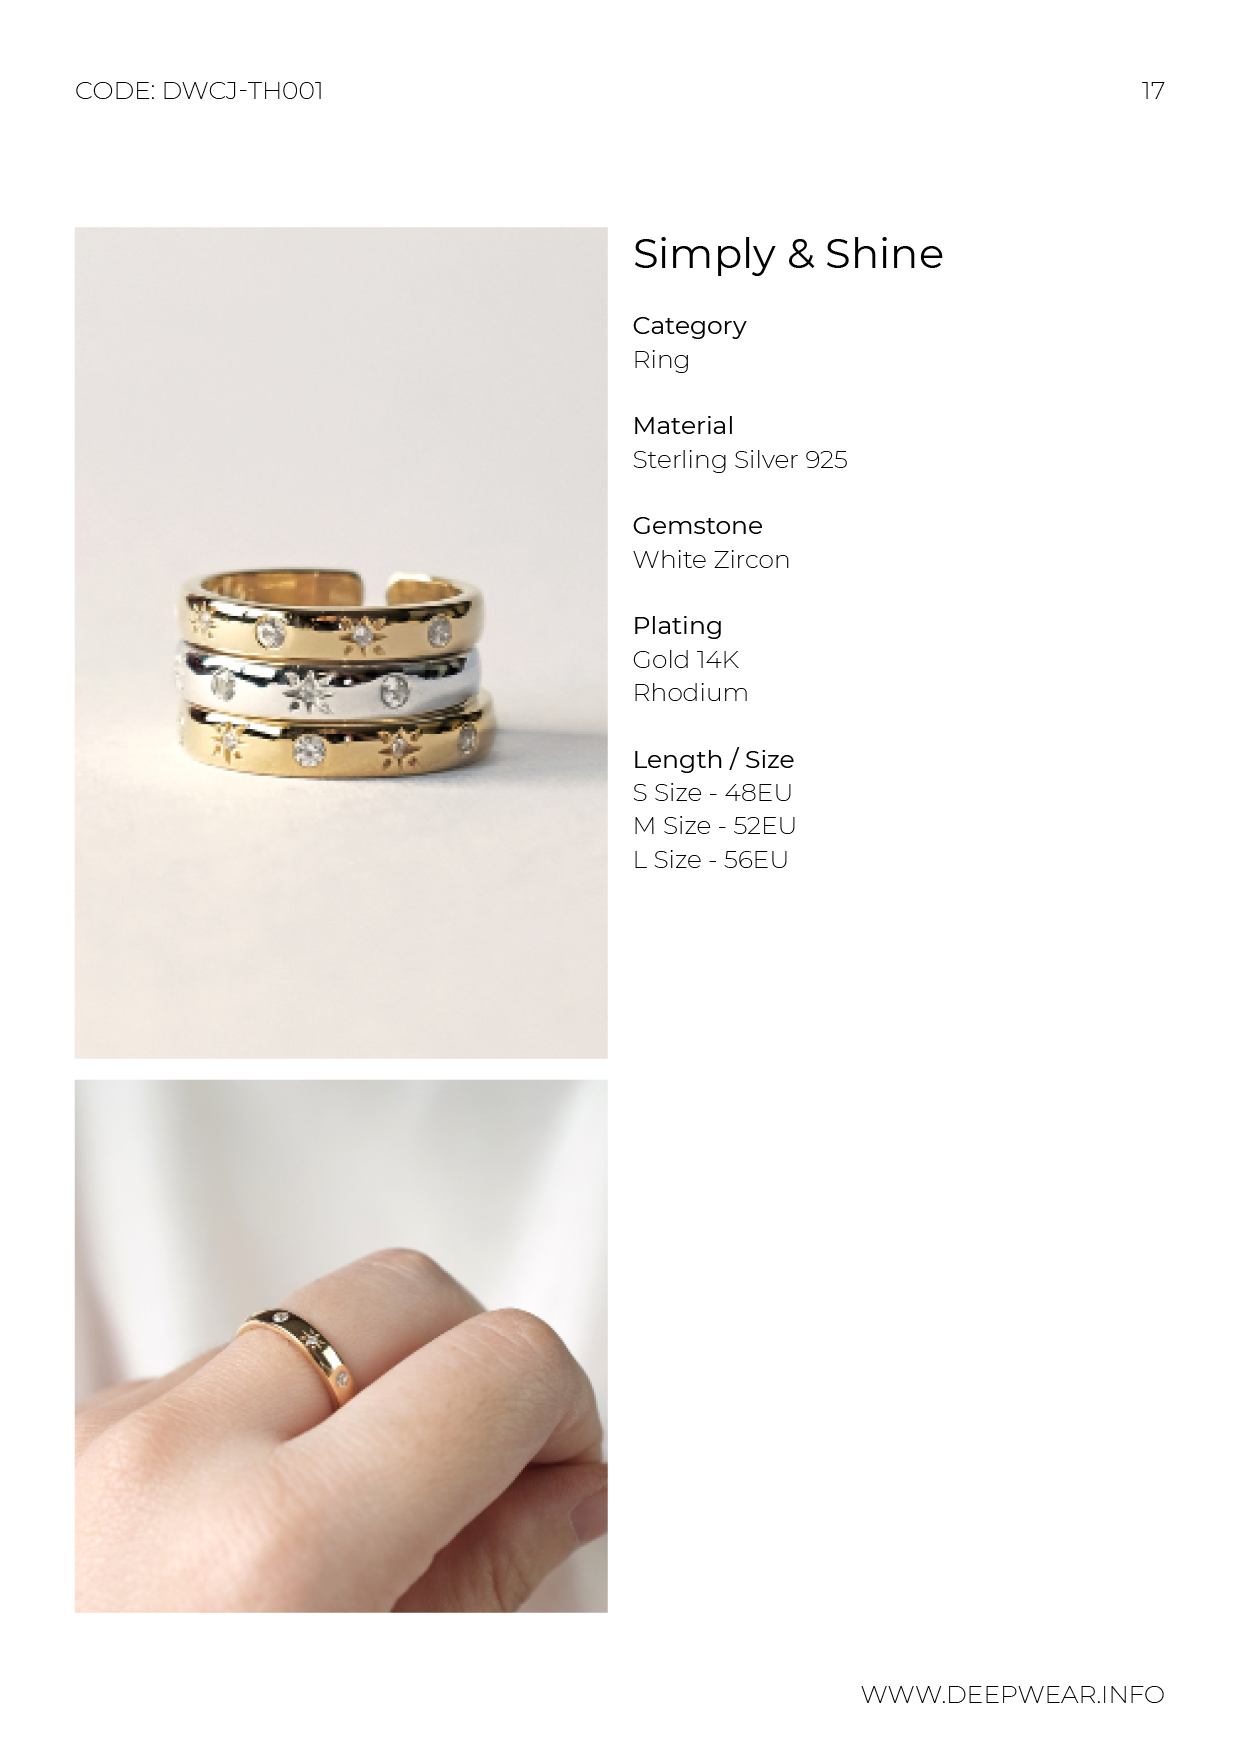 CODE: DWCJ-TH001
17
Simply & Shine
Category
Ring
Material
Sterling Silver 925
Gemstone
White Zircon
Plating
Gold 14K
Rhodium
Length / Size
S Size - 48EU
M Size - 52EU
L Size - 56EU
WWW.DEEPWEAR.INFO